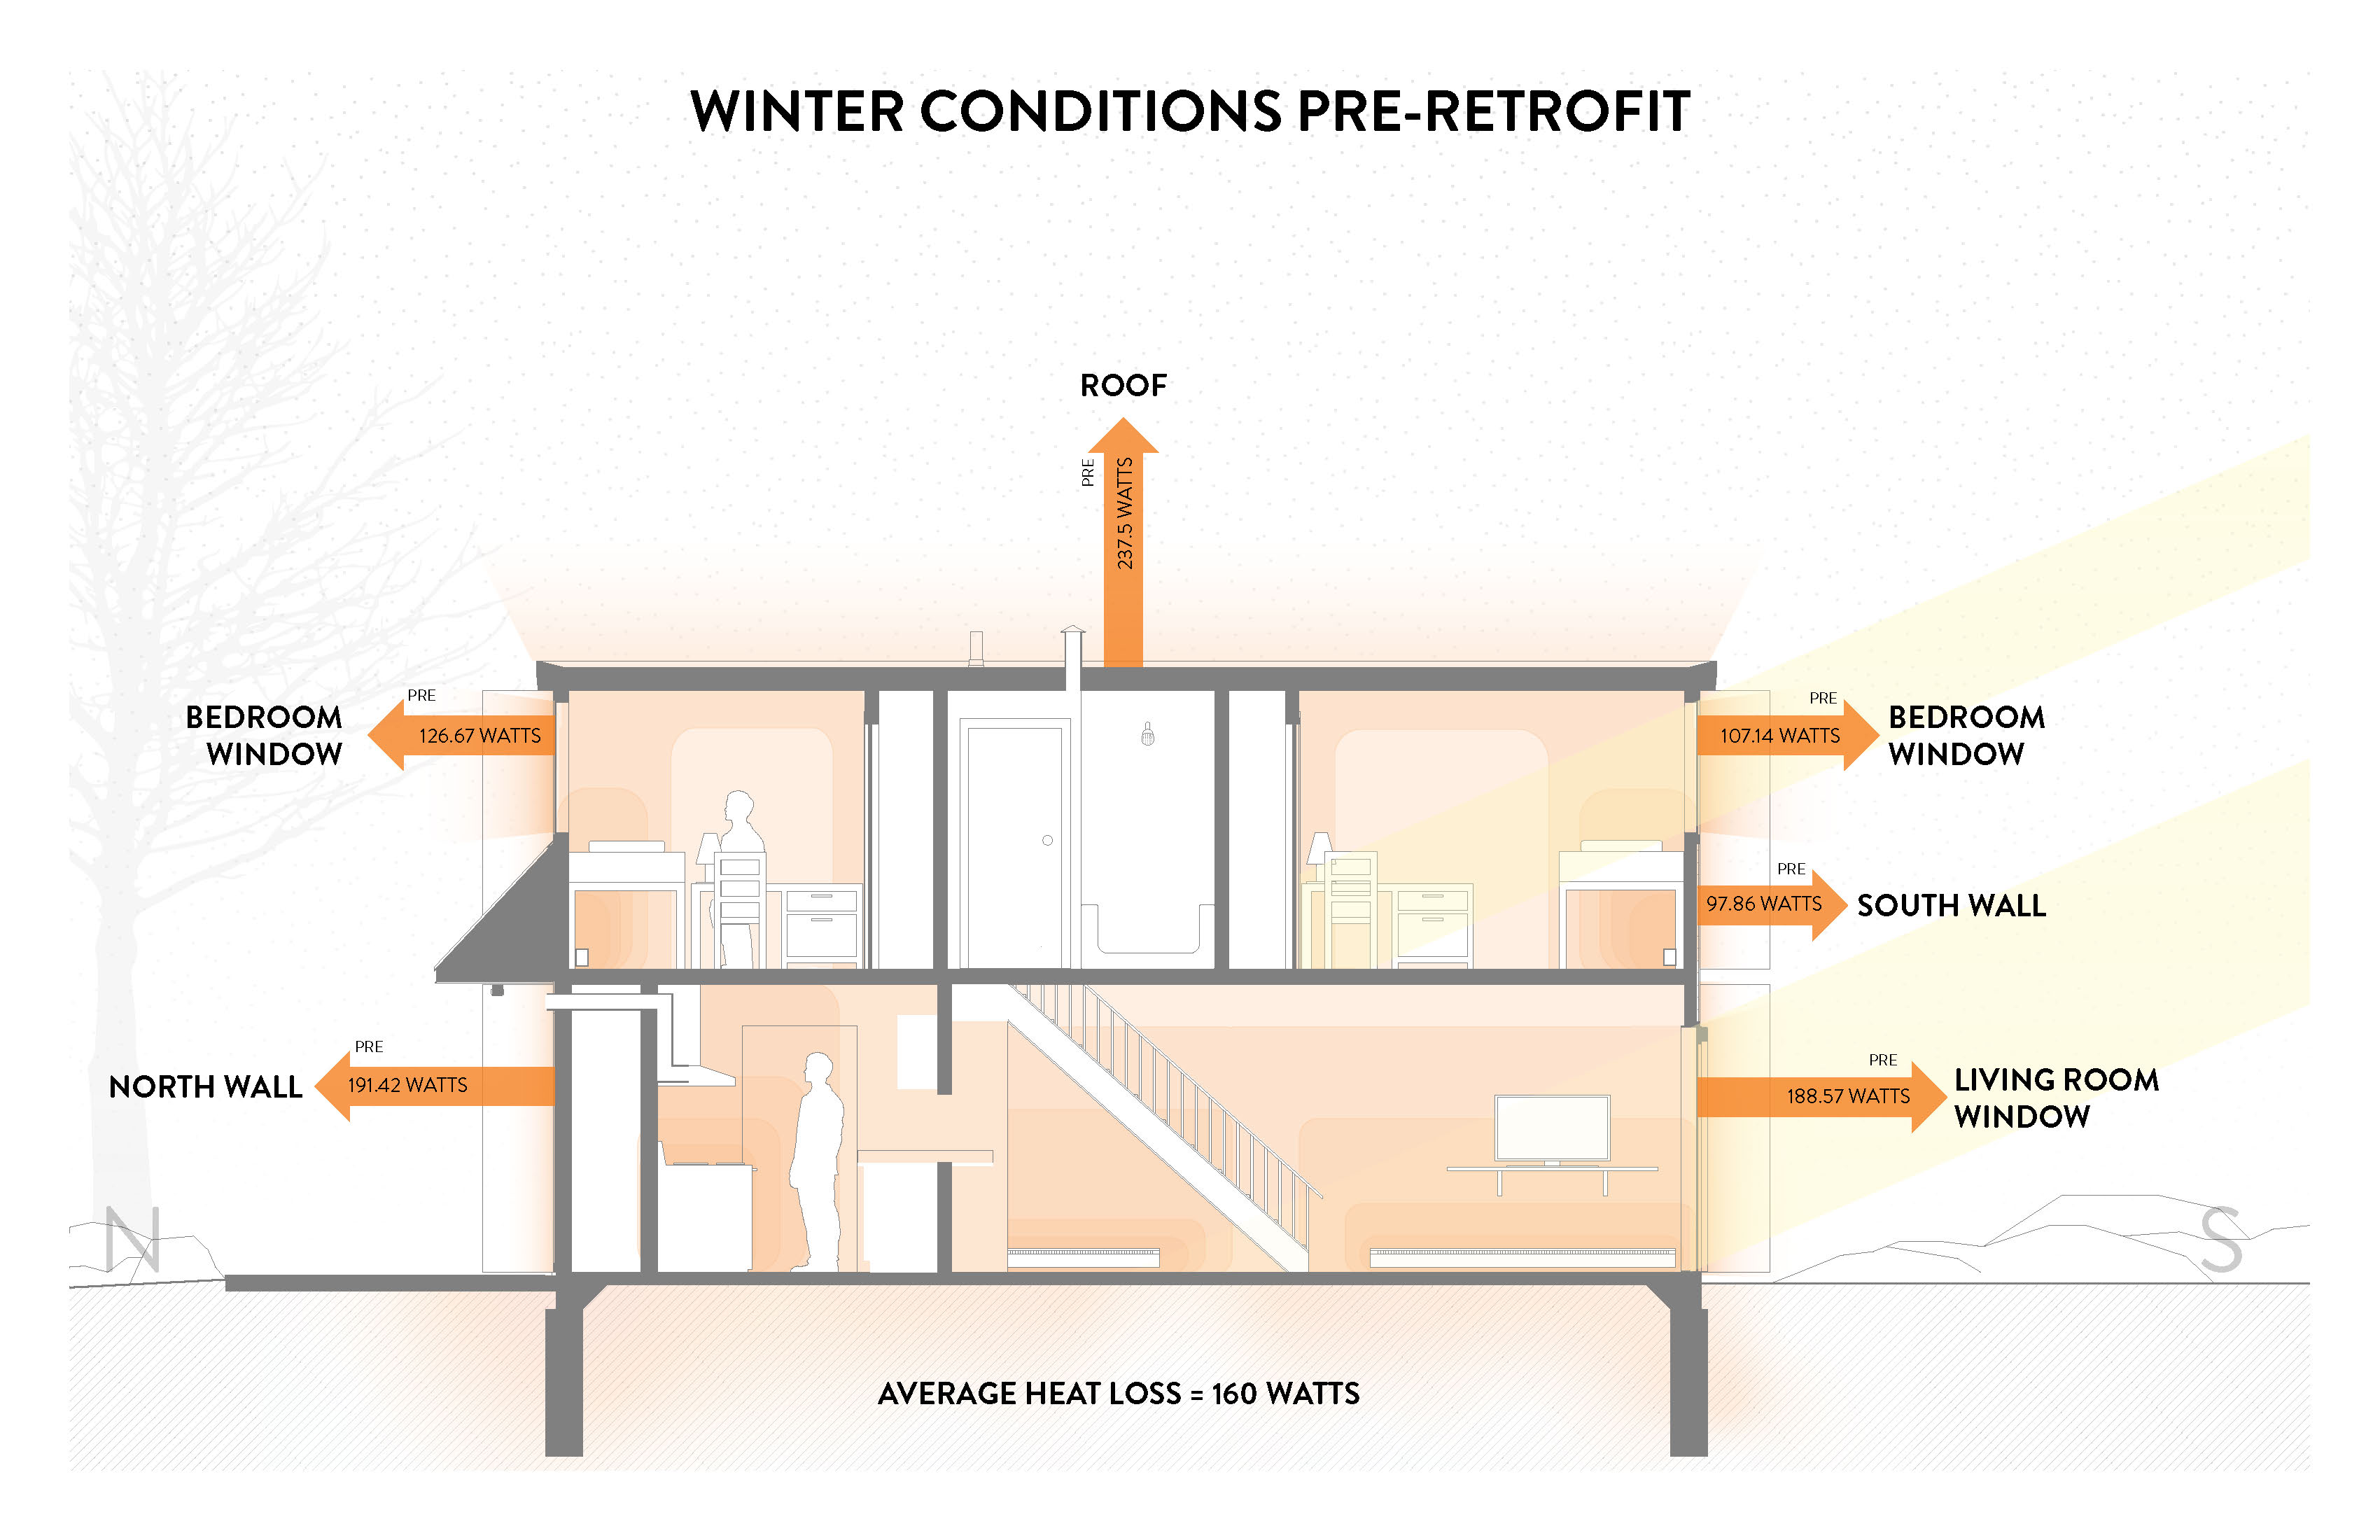 WINTER CONDITIONS PRE-RETROFIT
ROOF
PRE
237.5 WATTS
BEDROOM
WINDOW
PRE
126.67 WATTS
PRE
107.14 WATTS
BEDROOM
WINDOW
PRE
97.86 WATTS
SOUTH WALL
NORTH WALL
PRE
191.42 WATTS
PRE
188.57 WATTS
LIVING ROOM
WINDOW
N
S
AVERAGE HEAT LOSS = 160 WATTS